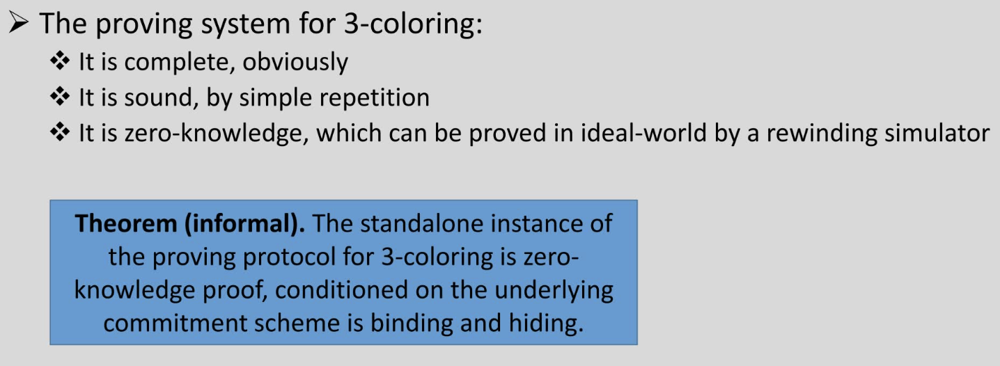 ➢ The proving system for 3-coloring:
❖ It is complete, obviously
❖ It is sound, by simple repetition
❖ It is zero-knowledge, which can be proved in ideal-world by a rewinding simulator
Theorem (informal). The standalone instance of
the proving protocol for 3-coloring is zero-
knowledge proof, conditioned on the underlying
commitment scheme is binding and hiding.